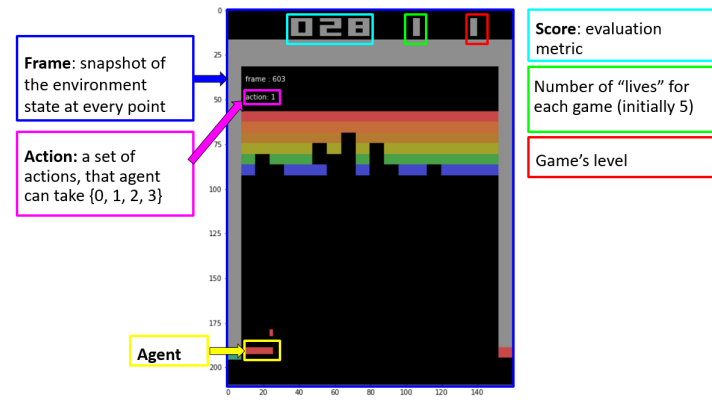 Frame: snapshot of
the environment
state at every point
Action: a set of
actions, that agent
can take {0, 1, 2, 3}
Agent
0
25
50
75
100
125
150
175
200
028 1 1
frame : 603
action: 1
0 20 40 60 80 100 120 140
Score: evaluation
metric
Number of “lives” for
each game (initially 5)
Game's level